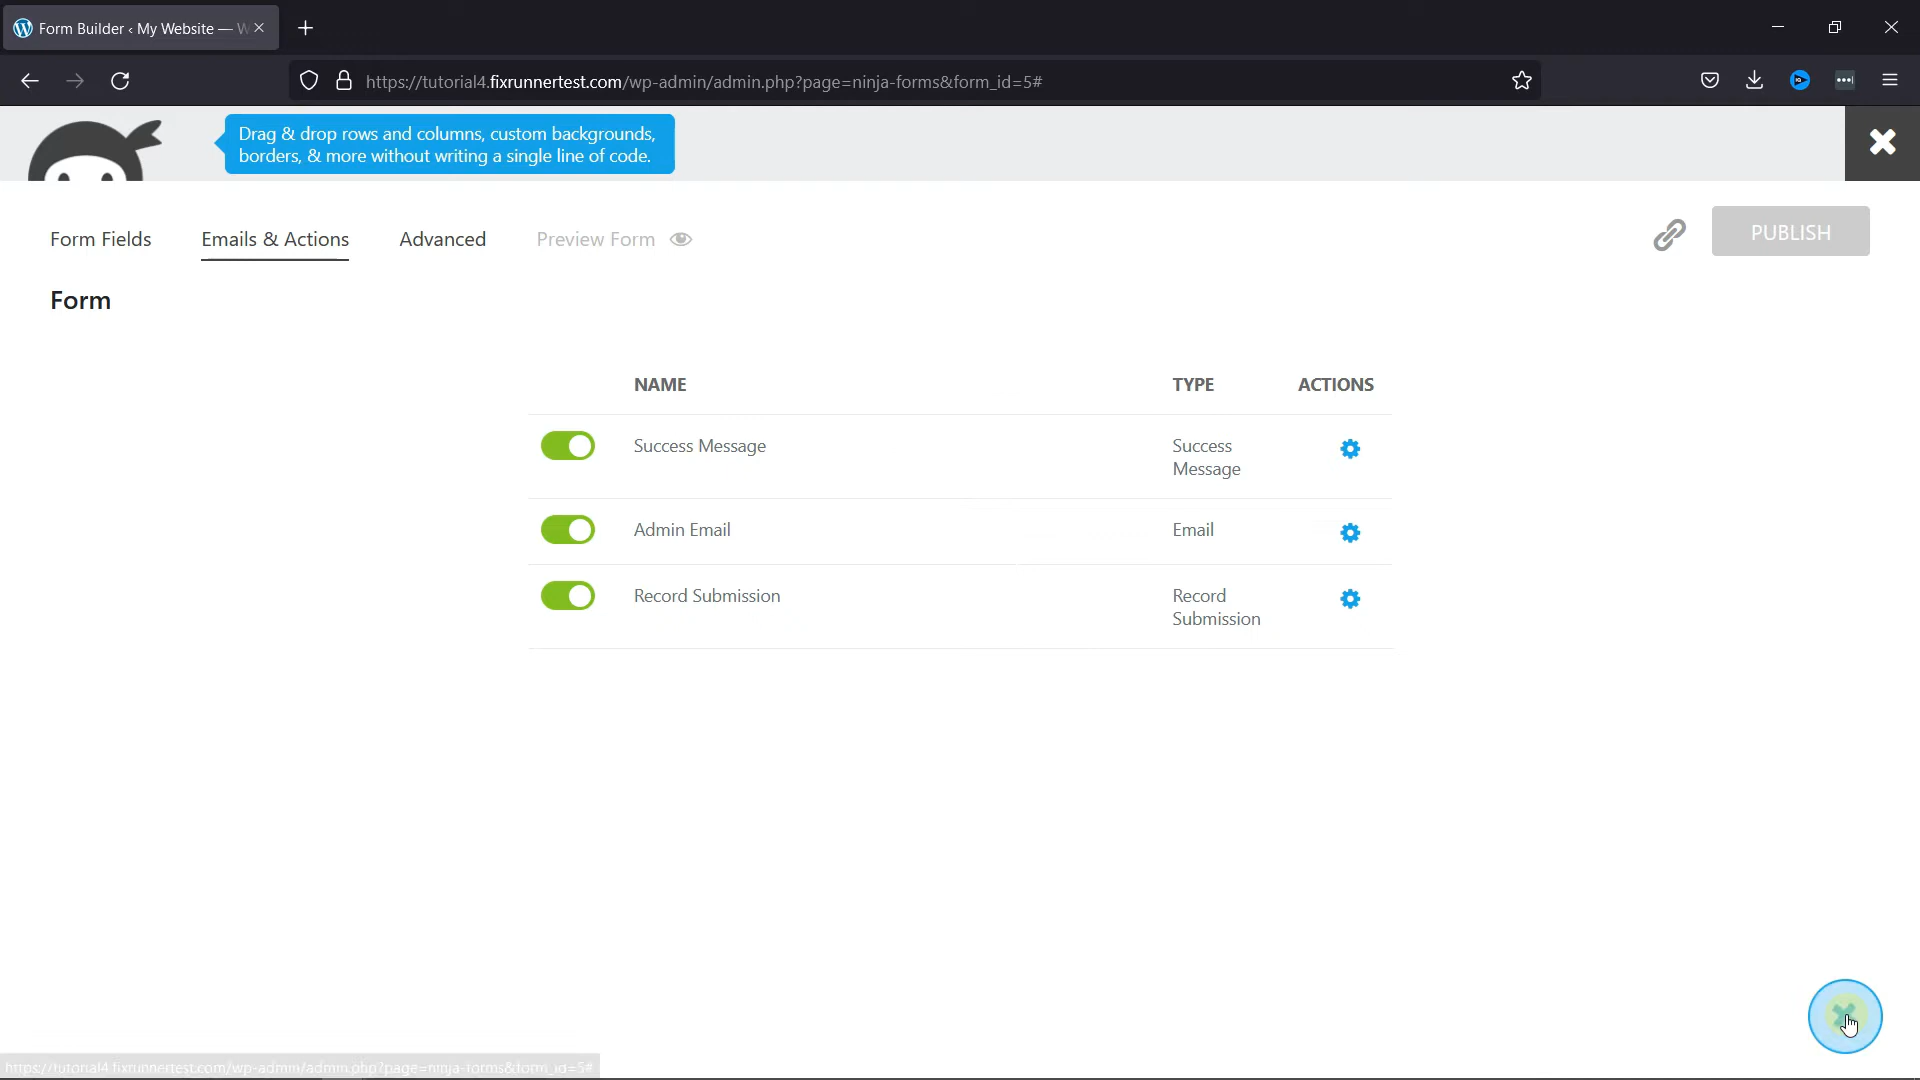 Form Builder ‹ My Website — W
https://tutorial4.fixrunnertest.com/wp-admin/admin.php?page=ninja-forms&form_id=5#
Drag & drop rows and columns, custom backgrounds,
borders, & more without writing a single line of code.
Form Fields
Emails & Actions
Advanced
Preview Form
PUBLISH
Form
NAME
TYPE
ACTIONS
Success Message
Success
Message
Admin Email
Email
Record Submission
Record
Submission
https://tutorial4.fixrunnertest.com/wp-admin/admin.php?page=ninja-forms&form_id=5#